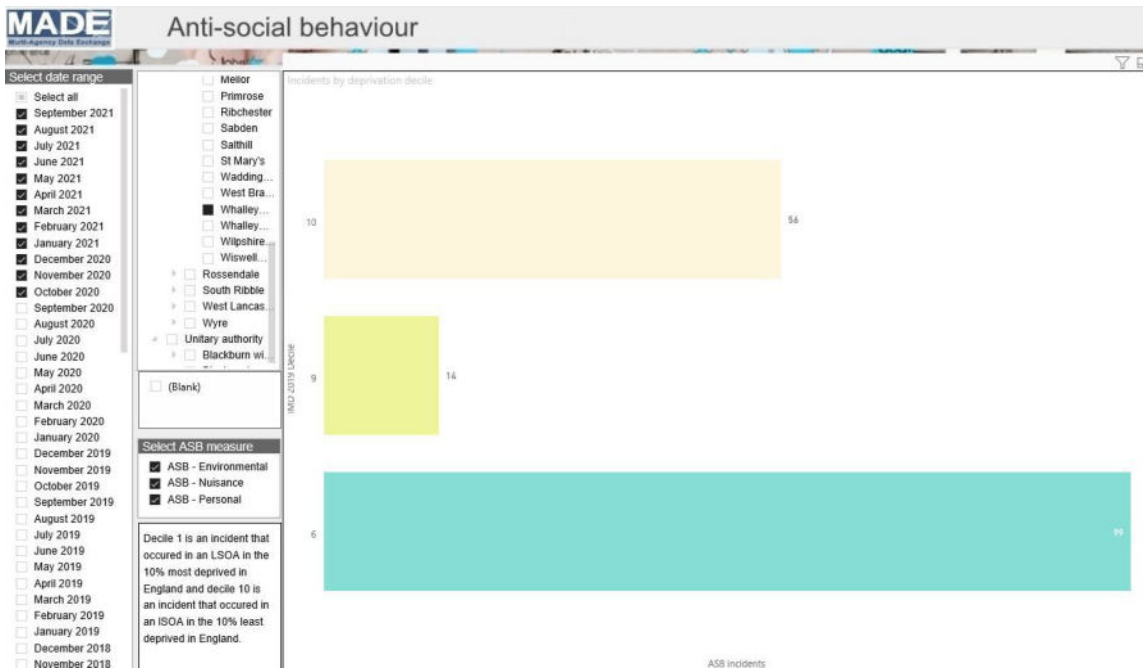 MADE
Multi-Agency Data Exchange
Anti-social behaviour
Select date range
Select all
September 2021
August 2021
July 2021
June 2021
May 2021
April 2021
March 2021
February 2021
January 2021
December 2020
November 2020
October 2020
September 2020
August 2020
July 2020
June 2020
May 2020
April 2020
March 2020
February 2020
January 2020
December 2019
November 2019
October 2019
September 2019
August 2019
July 2019
June 2019
May 2019
April 2019
March 2019
February 2019
January 2019
December 2018
November 2018
Mellor
Primrose
Ribchester
Sabden
Salthill
St Mary's
Wadding...
West Bra...
Whalley...
Whalley...
Wilpshire...
Wiswell...
Rossendale
South Ribble
West Lancas...
Wyre
Unitary authority
Blackburn wi...
(Blank)
Select ASB measure
ASB - Environmental
ASB - Nuisance
ASB - Personal
Decile 1 is an incident that
occured in an LSOA in the
10% most deprived in
England and decile 10 is
an incident that occured in
an lSOA in the 10% least
deprived in England.
Incidents by deprivation decile
IMD 2019 Decile
10
56
9
14
6
99
ASB incidents